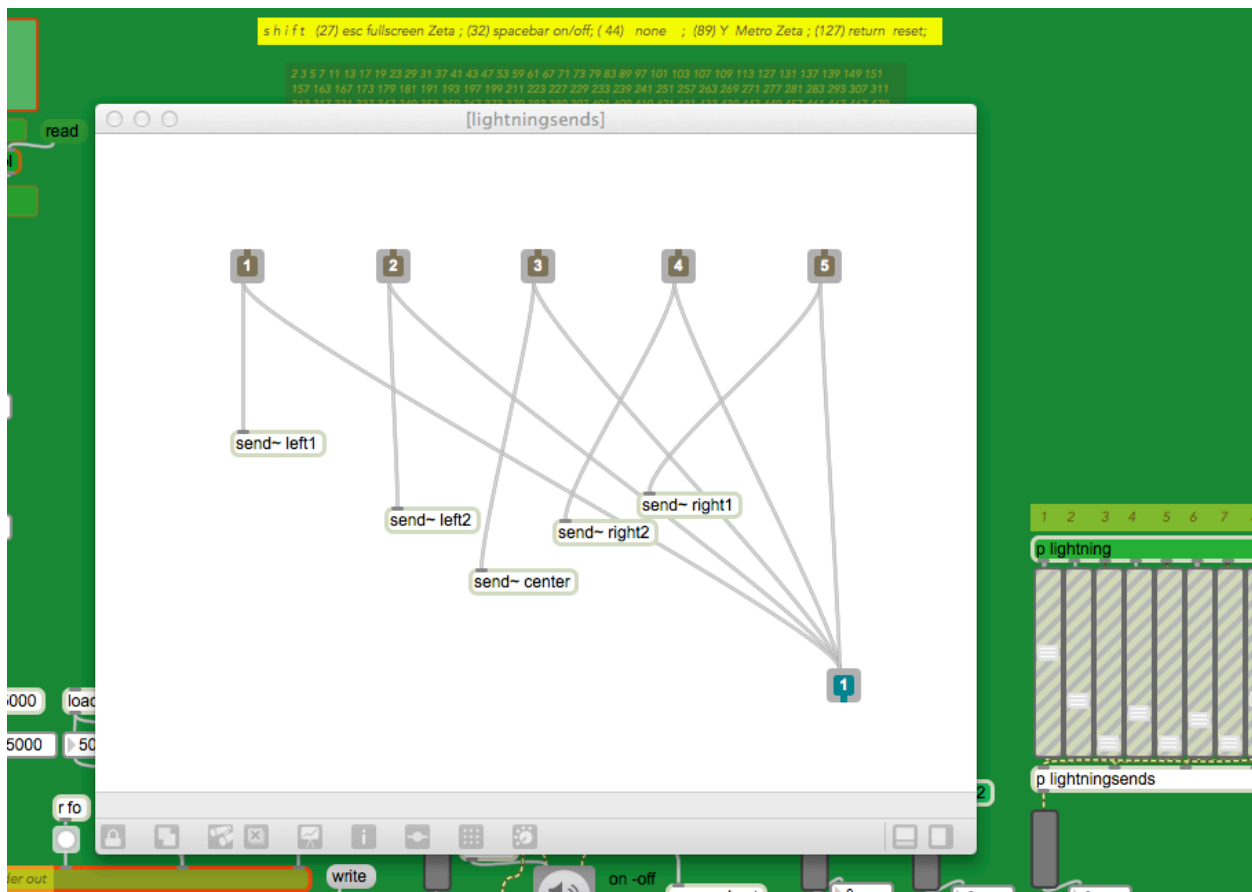 s h i f t (27) esc fullscreen Zeta ; (32) spacebar on/off; ( 44) none ; (89) Y Metro Zeta ; (127) return reset;
2 3 5 7 11 13 17 19 23 29 31 37 41 43 47 53 59 61 67 71 73 79 83 89 97 101 103 107 109 113 127 131 137 139 149 151
157 163 167 173 179 181 191 193 197 199 211 223 227 229 233 239 241 251 257 263 269 271 277 281 283 293 307 311
read
[lightningsends]
1 2 3 4 5
send~ left1
send~ right1
send~ left2
send~ right2
send~ center
1
1 2 3 4 5 6 7
p lightning
5000
load
5000
50
p lightningsends
2
r fo
der out
write
on -off